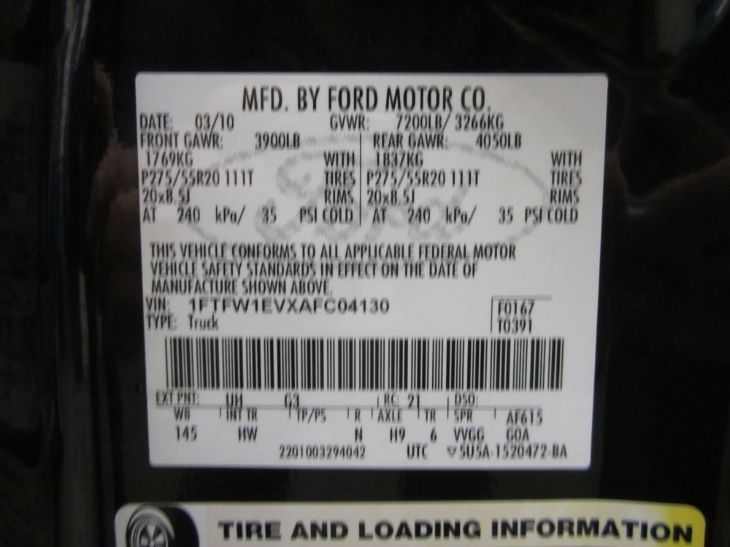 MFD. BY FORD MOTOR CO.
DATE: 03/10 GVWR: 7200LB/ 3266KG
FRONT GAWR: 3900LB REAR GAWR: 4050LB
1769KG WITH 1837KG WITH
P275/55R20 111T TIRES P275/55R20 111T TIRES
20x8.5J RIMS 20x8.5J RIMS
AT 240 kPa/ 35 PSI COLD AT 240 kPa/ 35 PSI COLD
Ford
THIS VEHICLE CONFORMS TO ALL APPLICABLE FEDERAL MOTOR
VEHICLE SAFETY STANDARDS IN EFFECT ON THE DATE OF
MANUFACTURE SHOWN ABOVE.
VIN: 1FTFW1EVXAFC04130 F0167
TYPE: Truck T0391
EXT PNT: UH G3 RC: 21 DSO:
WB INT TR TP/PS R AXLE TR SPR AF615
145 HW N H9 6 VVGG GOA
2201003294042 UTC ▽5U5A-1520472-BA
TIRE AND LOADING INFORMATION